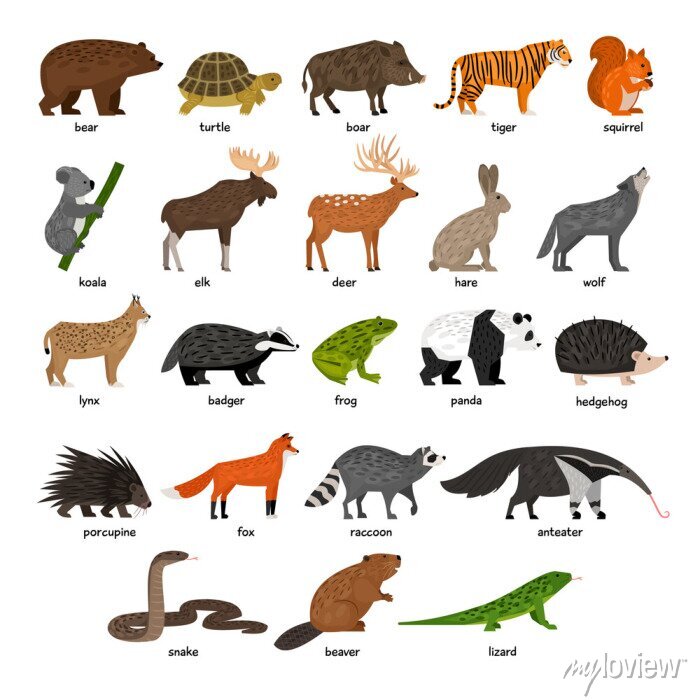 bear turtle boar tiger squirrel
koala elk deer hare wolf
lynx badger frog panda hedgehog
porcupine fox raccoon anteater
snake beaver lizard
myloview